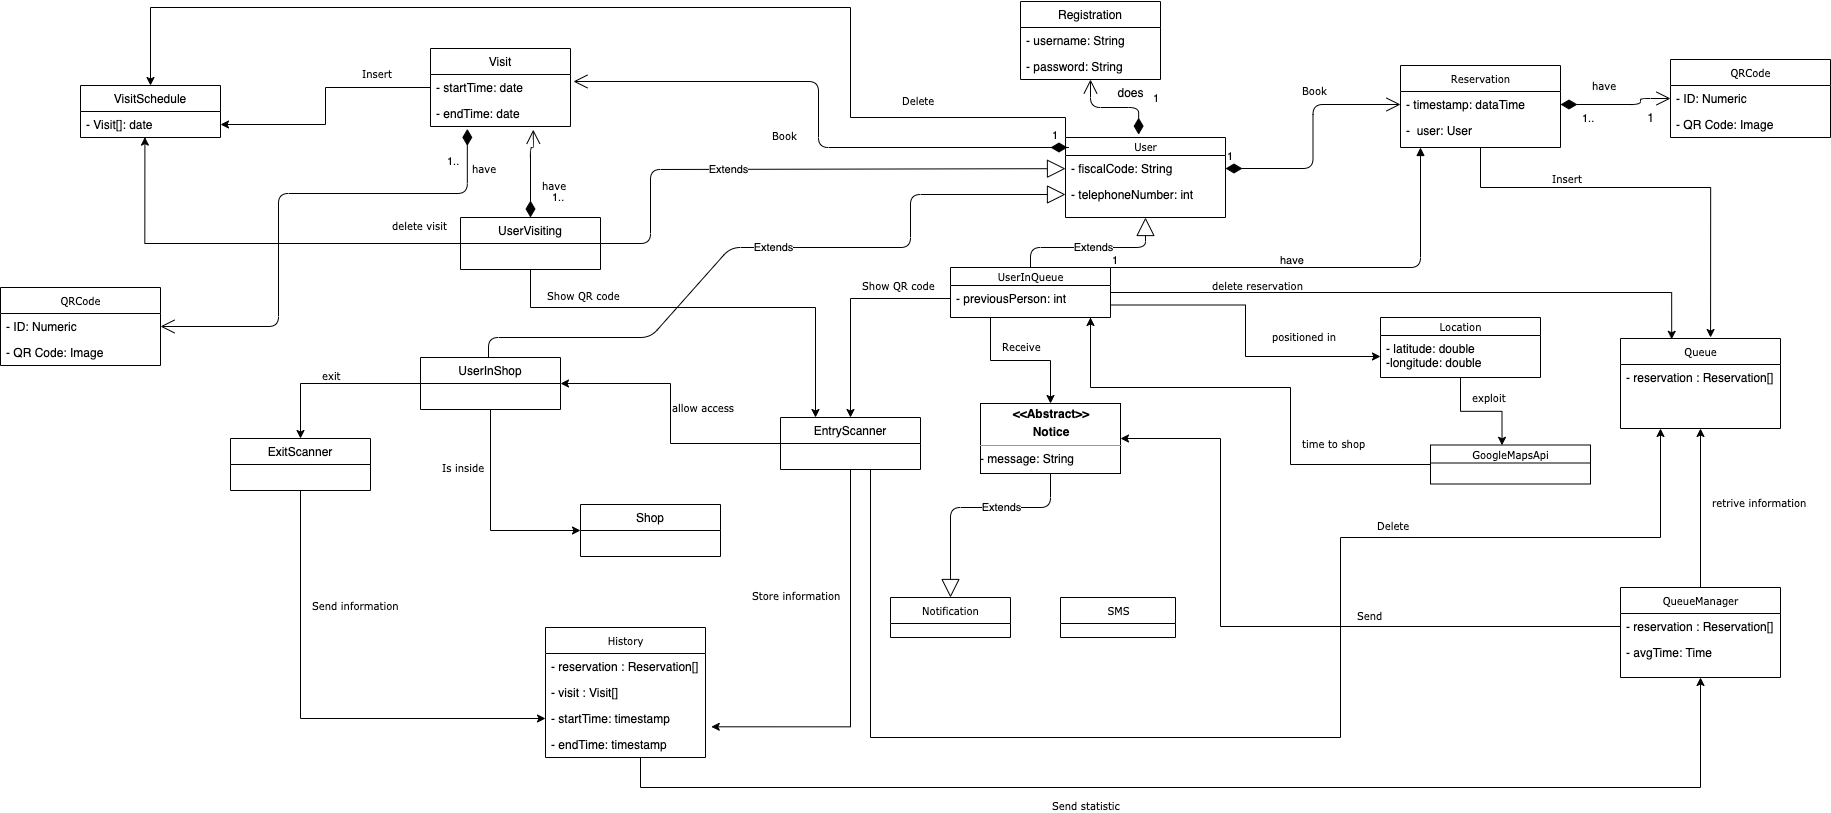 Registration
- username: String
- password: String
does
1
Visit
- startTime: date
- endTime: date
Insert
VisitSchedule
- Visit[]: date
Delete
Book
1
User
- fiscalCode: String
- telephoneNumber: int
1
Book
Reservation
- timestamp: dataTime
- user: User
have
1..
1
QRCode
- ID: Numeric
- QR Code: Image
Insert
1..
have
have
1..
Extends
delete visit
UserVisiting
Extends
Extends
1
have
UserInQueue
- previousPerson: int
delete reservation
Show QR code
Show QR code
QRCode
- ID: Numeric
- QR Code: Image
Receive
positioned in
Location
- latitude: double
-longitude: double
Queue
- reservation : Reservation[]
exploit
UserInShop
exit
allow access
<<Abstract>>
Notice
- message: String
EntryScanner
ExitScanner
time to shop
GoogleMapsApi
Is inside
Extends
Shop
retrive information
Delete
Store information
Send information
Notification
SMS
Send
QueueManager
- reservation : Reservation[]
- avgTime: Time
History
- reservation : Reservation[]
- visit : Visit[]
- startTime: timestamp
- endTime: timestamp
Send statistic